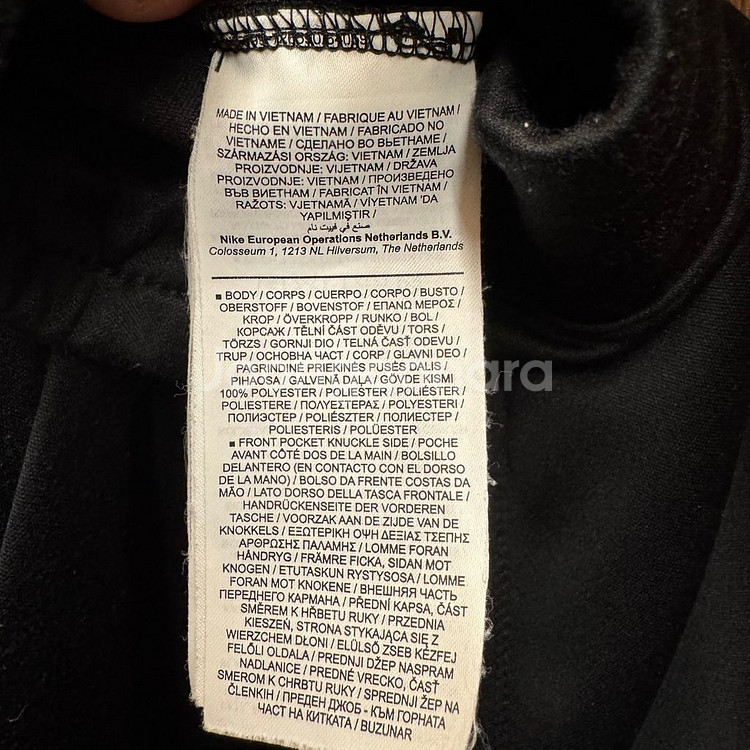 MADE IN VIETNAM / FABRIQUE AU VIETNAM /
HECHO EN VIETNAM / FABRICADO NO
VIETNAME / СДЕЛАНО ВО ВЬЕТНАМЕ /
SZÁRMAZÁSI ORSZÁG: VIETNAM / ZEMLJA
PROIZVODNJE: VIJETNAM / DRŽAVA
PROIZVODNJE: VIETNAM / ПРОИЗВЕДЕНО
ВЪВ ВИЕТНАМ / FABRICAT ÎN VIETNAM /
RAŽOTS: VJETNAMĀ / VİYETNAM 'DA
YAPILMIŞTIR /
صنع في فييت نام
Nike European Operations Netherlands B.V.
Colosseum 1, 1213 NL Hilversum, The Netherlands
■ BODY / CORPS / CUERPO / CORPO / BUSTO /
OBERSTOFF / BOVENSTOF / ΕΠΑΝΩ ΜΕΡΟΣ /
KROP / ÖVERKROPP / RUNKO / BOL /
КОРСАЖ / TĚLNÍ ČÁST ODĚVU / TORS /
TÖRZS / GORNJI DIO / TELNÁ ČASŤ ODEVU /
TRUP / ОСНОВНА ЧАСТ / CORP / GLAVNI DEO /
PAGRINDINĖ PRIEKINĖS PUSĖS DALIS /
PIHAOSA / GALVENĀ DAĻA / GÖVDE KISMI
100% POLYESTER / POLIESTER / POLIÉSTER /
POLIESTERE / ΠΟΛΥΕΣΤΕΡΑΣ / POLYESTERI /
ПОЛИЭСТЕР / POLIÉSZTER / ПОЛИЕСТЕР /
POLIESTERIS / POLÜESTER
■ FRONT POCKET KNUCKLE SIDE / POCHE
AVANT CÔTÉ DOS DE LA MAIN / BOLSILLO
DELANTERO (EN CONTACTO CON EL DORSO
DE LA MANO) / BOLSO DA FRENTE COSTAS DA
MÃO / LATO DORSO DELLA TASCA FRONTALE /
HANDRÜCKENSEITE DER VORDEREN
TASCHE / VOORZAK AAN DE ZIJDE VAN DE
KNOKKELS / ΕΞΩΤΕΡΙΚΗ ΟΨΗ ΔΕΞΙΑΣ ΤΣΕΠΗΣ
ΑΡΘΡΩΣΗΣ ΠΑΛΑΜΗΣ / LOMME FORAN
HÅNDRYG / FRÄMRE FICKA, SIDAN MOT
KNOGEN / ETUTASKUN RYSTYSOSA / LOMME
FORAN MOT KNOKENE / ВНЕШНЯЯ ЧАСТЬ
ПЕРЕДНЕГО КАРМАНА / PŘEDNÍ KAPSA, ČÁST
SMĚREM K HŘBETU RUKY / PRZEDNIA
KIESZEŃ, STRONA STYKAJĄCA SIĘ Z
WIERZCHEM DŁONI / ELÜLSŐ ZSEB KÉZFEJ
FELŐLI OLDALA / PREDNJI DŽEP NASPRAM
NADLANICE / PREDNÉ VRECKO, ČASŤ
SMEROM K CHRBTU RUKY / SPREDNJI ŽEP NA
ČLENKIH / ПРЕДЕН ДЖОБ - КЪМ ГОРНАТА
ЧАСТ НА КИТКАТА / BUZUNAR